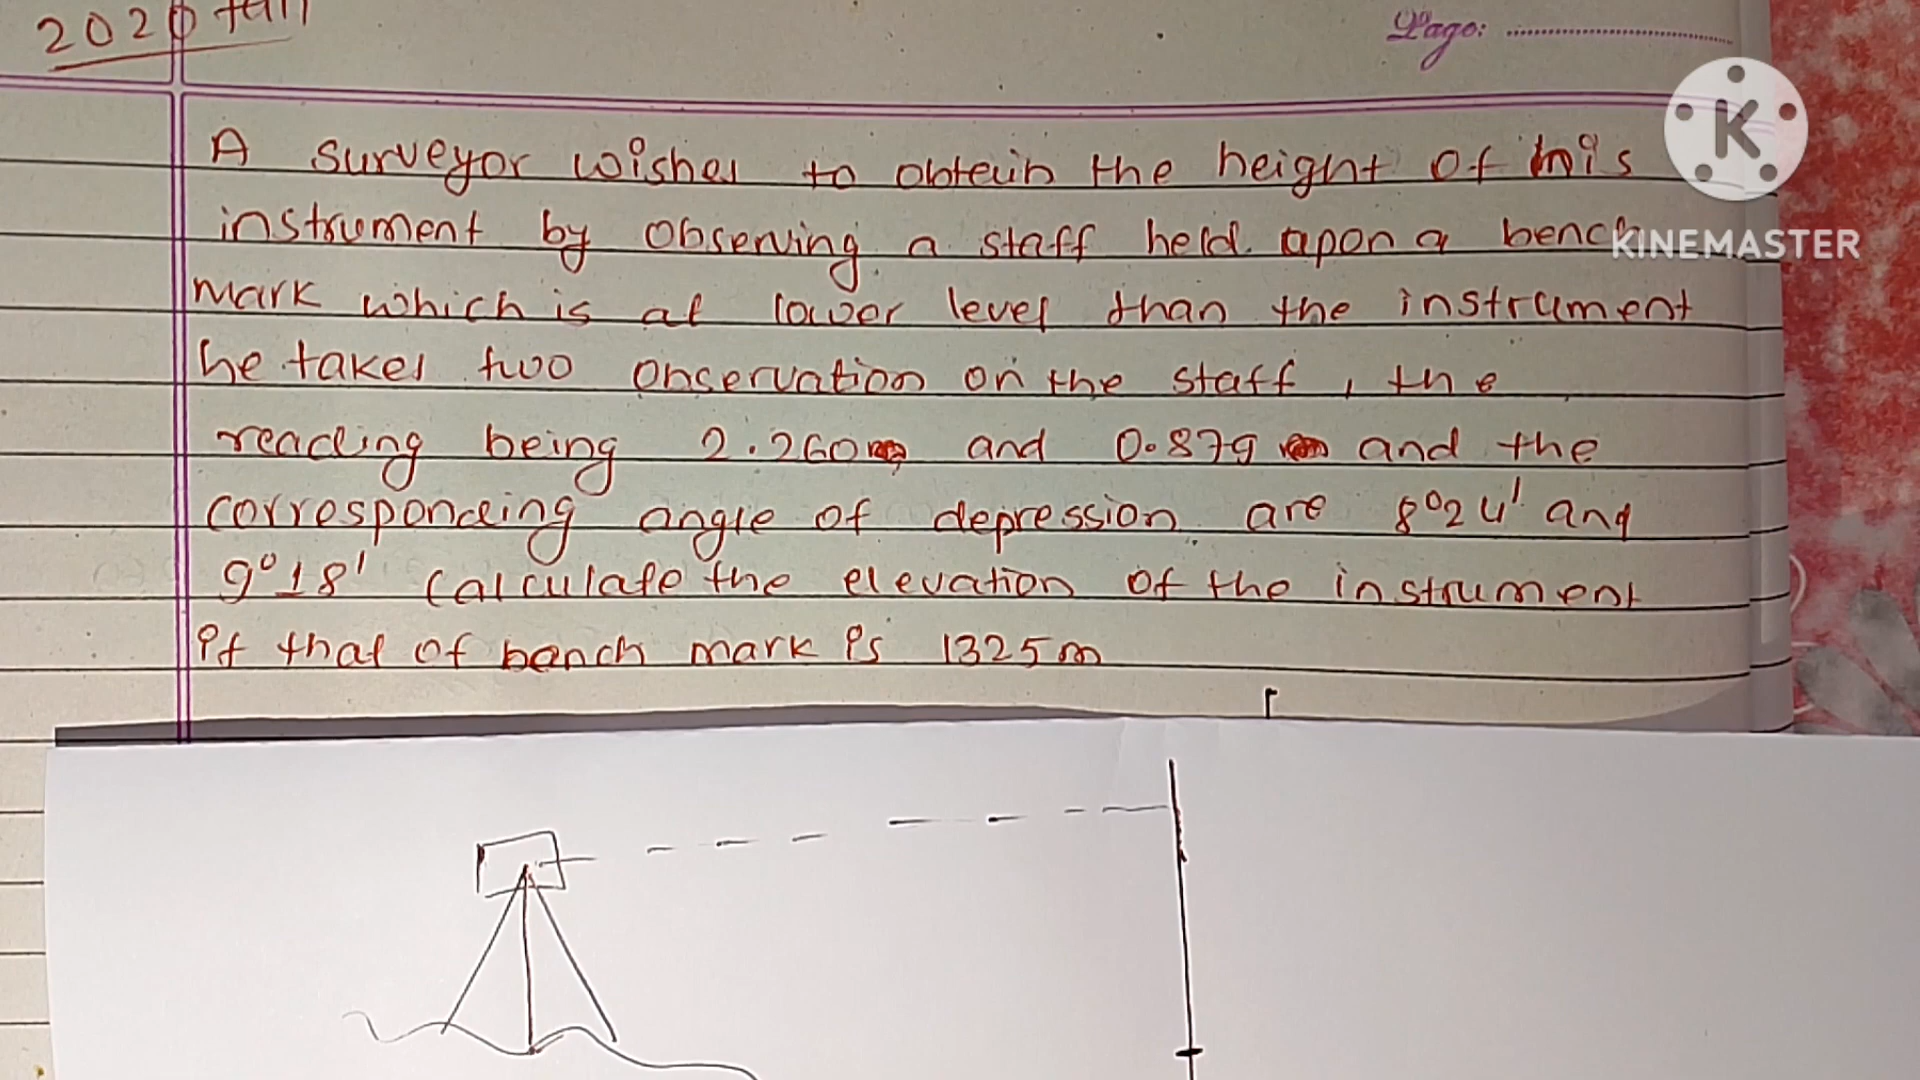 2020 fall
Page:
A surveyor wishes to obtein the height of his
instrument by observing a staff held apon a bench
KINEMASTER
mark which is at lower level than the instrument
he takes two observation on the staff, the
reading being 2.260m and 0.879 m and the
corresponding angle of depression are 8°24' and
9°18' calculate the elevation of the instrument
if that of bench mark is 1325m